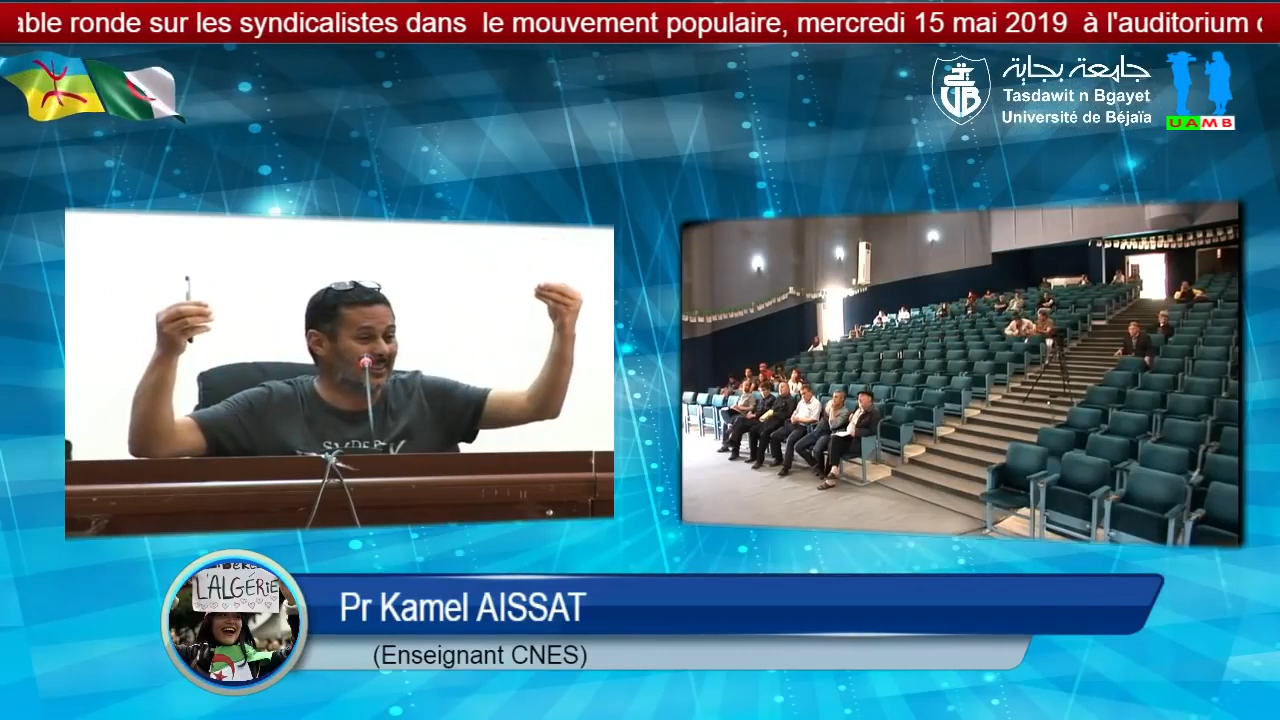 able ronde sur les syndicalistes dans le mouvement populaire, mercredi 15 mai 2019 à l'auditorium
جامعة بجاية
Tasdawit n Bgayet
Université de Béjaïa
UAMB
L'ALGÉRIE
Pr Kamel AISSAT
(Enseignant CNES)